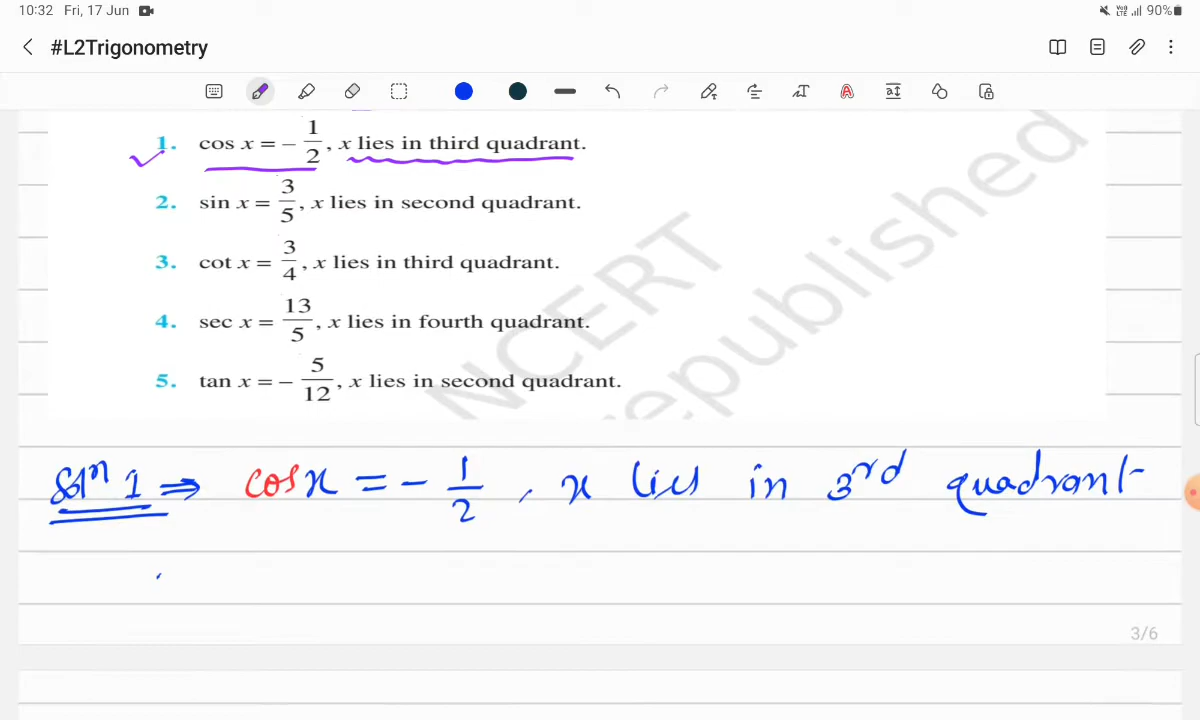 10:32 Fri, 17 Jun 90%
#L2Trigonometry
1. cos x = - 1/2, x lies in third quadrant.
2. sin x = 3/5, x lies in second quadrant.
3. cot x = 3/4, x lies in third quadrant.
4. sec x = 13/5, x lies in fourth quadrant.
5. tan x = - 5/12, x lies in second quadrant.
NCERT
republished
Solⁿ 1 ⇒ cos x = - 1/2, x lies in 3rd quadrant
3/6